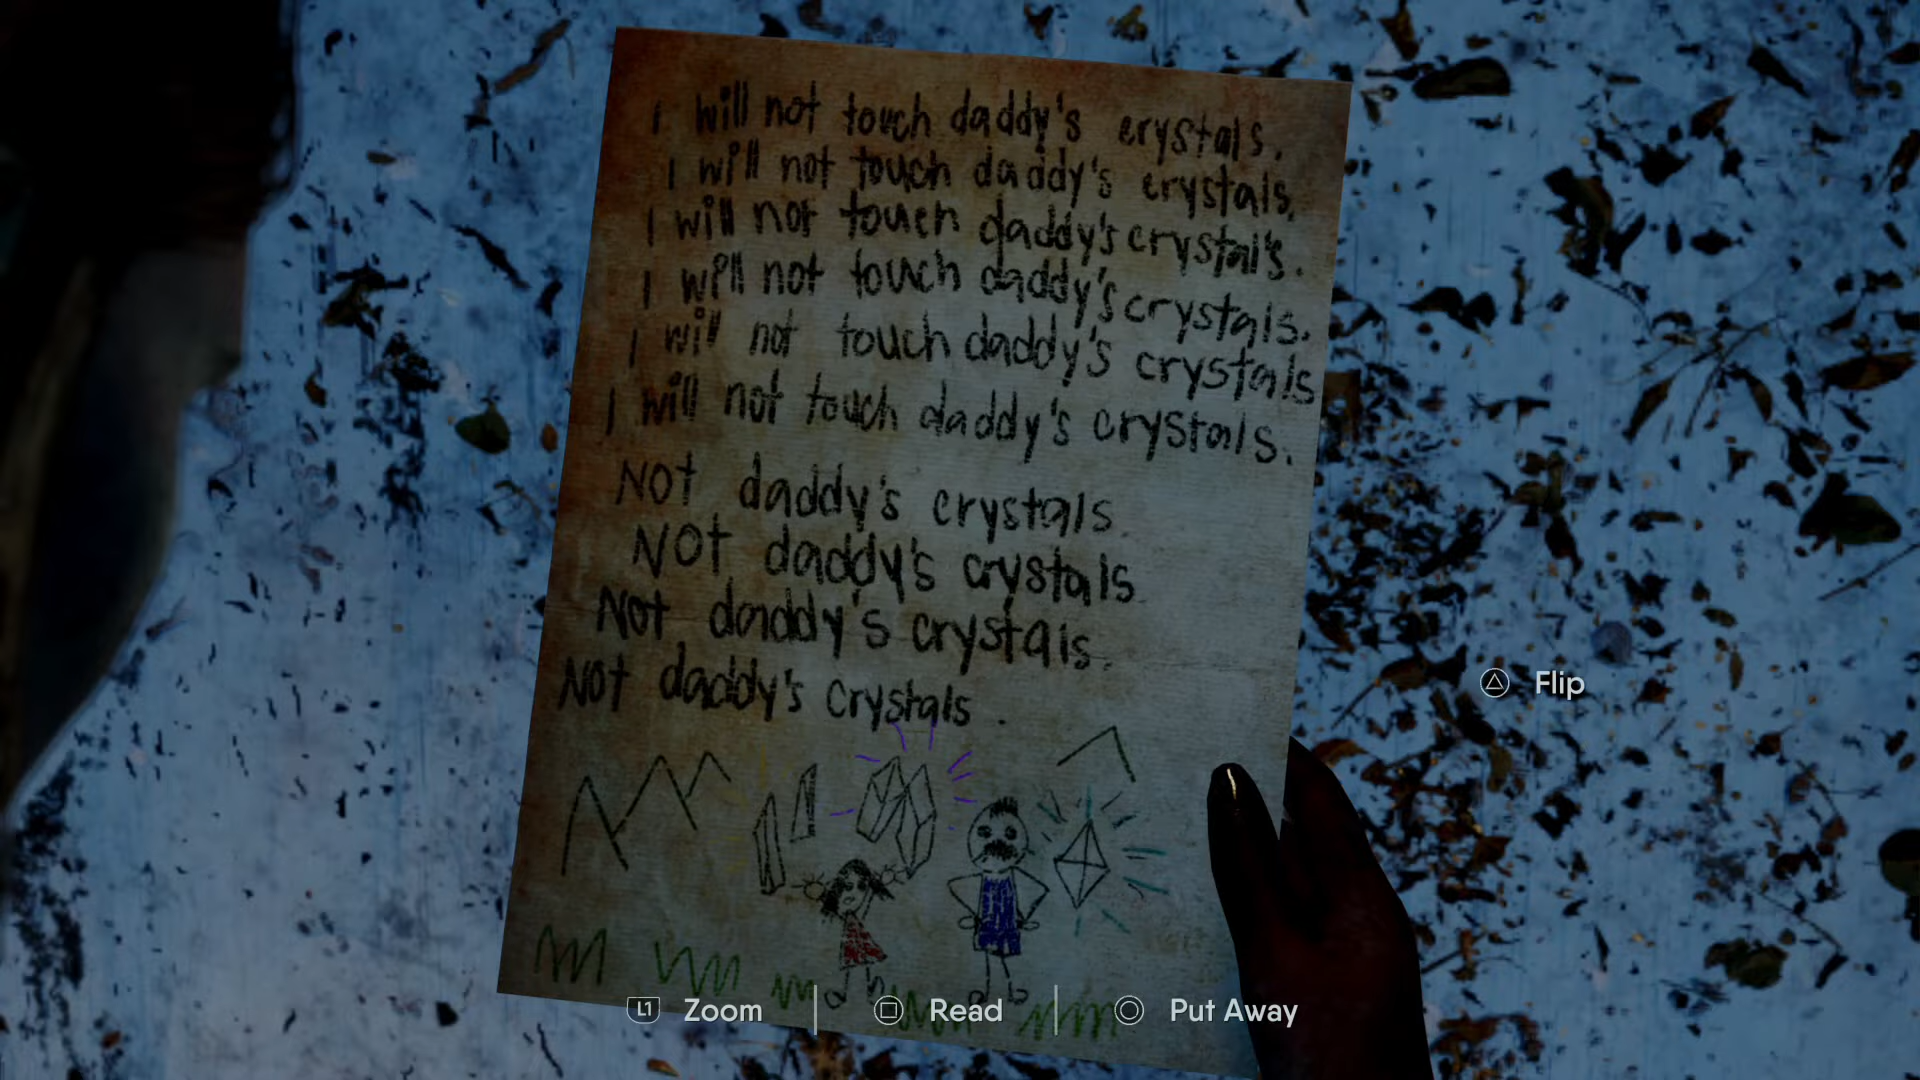 I will not touch daddy's crystals.
I will not touch daddy's crystals.
I will not touch daddy's crystals.
I will not touch daddy's crystals.
I will not touch daddy's crystals
I will not touch daddy's crystals.
Not daddy's crystals.
NOt daddy's crystals.
Not daddy's crystals.
Not daddy's crystals.
Flip
L1 Zoom | Read | Put Away